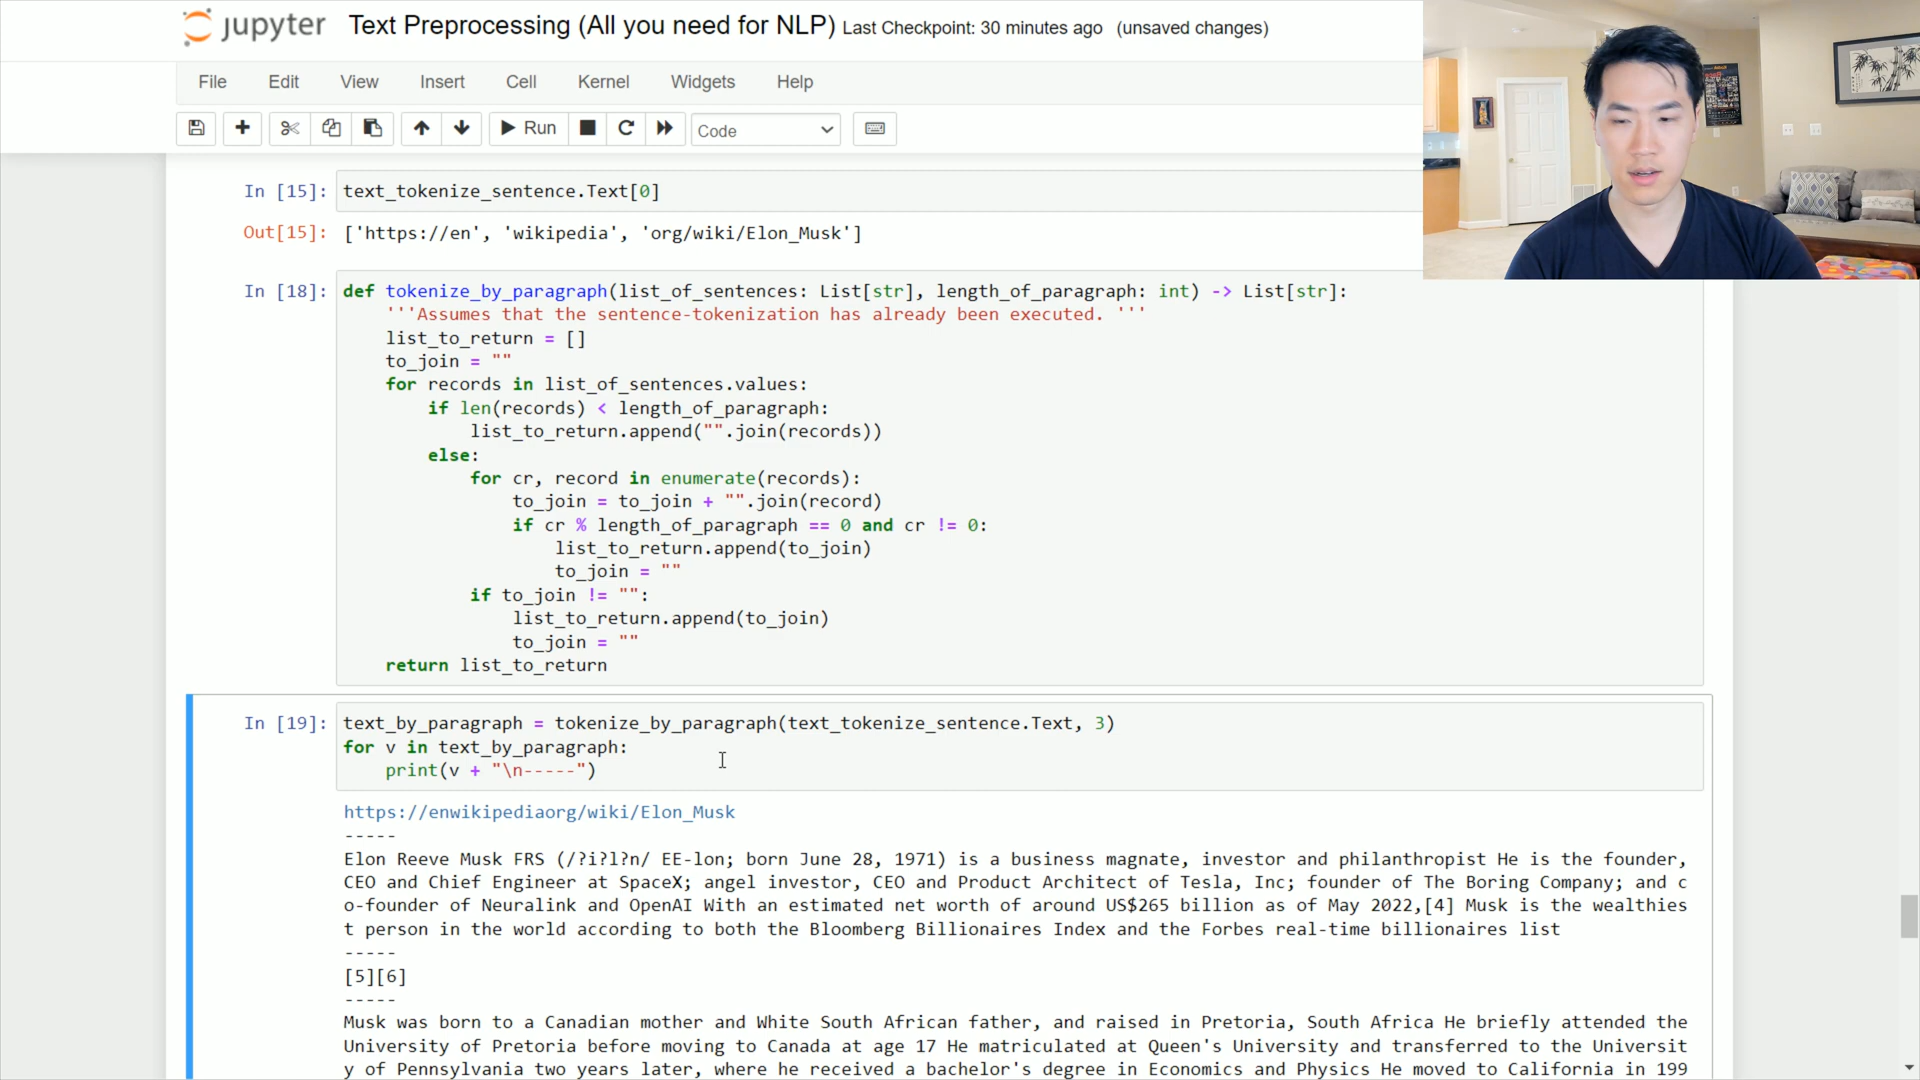 jupyter Text Preprocessing (All you need for NLP) Last Checkpoint: 30 minutes ago (unsaved changes)
File Edit View Insert Cell Kernel Widgets Help
Run Code
In [15]: text_tokenize_sentence.Text[0]
Out[15]: ['https://en', 'wikipedia', 'org/wiki/Elon_Musk']
In [18]: def tokenize_by_paragraph(list_of_sentences: List[str], length_of_paragraph: int) -> List[str]:
'''Assumes that the sentence-tokenization has already been executed. '''
list_to_return = []
to_join = ""
for records in list_of_sentences.values:
if len(records) < length_of_paragraph:
list_to_return.append("".join(records))
else:
for cr, record in enumerate(records):
to_join = to_join + "".join(record)
if cr % length_of_paragraph == 0 and cr != 0:
list_to_return.append(to_join)
to_join = ""
if to_join != "":
list_to_return.append(to_join)
to_join = ""
return list_to_return
In [19]: text_by_paragraph = tokenize_by_paragraph(text_tokenize_sentence.Text, 3)
for v in text_by_paragraph:
print(v + "\n-----")
https://enwikipediaorg/wiki/Elon_Musk
-----
Elon Reeve Musk FRS (/?i?l?n/ EE-lon; born June 28, 1971) is a business magnate, investor and philanthropist He is the founder,
CEO and Chief Engineer at SpaceX; angel investor, CEO and Product Architect of Tesla, Inc; founder of The Boring Company; and c
o-founder of Neuralink and OpenAI With an estimated net worth of around US$265 billion as of May 2022,[4] Musk is the wealthies
t person in the world according to both the Bloomberg Billionaires Index and the Forbes real-time billionaires list
-----
[5][6]
-----
Musk was born to a Canadian mother and White South African father, and raised in Pretoria, South Africa He briefly attended the
University of Pretoria before moving to Canada at age 17 He matriculated at Queen's University and transferred to the Universit
y of Pennsylvania two years later, where he received a bachelor's degree in Economics and Physics He moved to California in 199